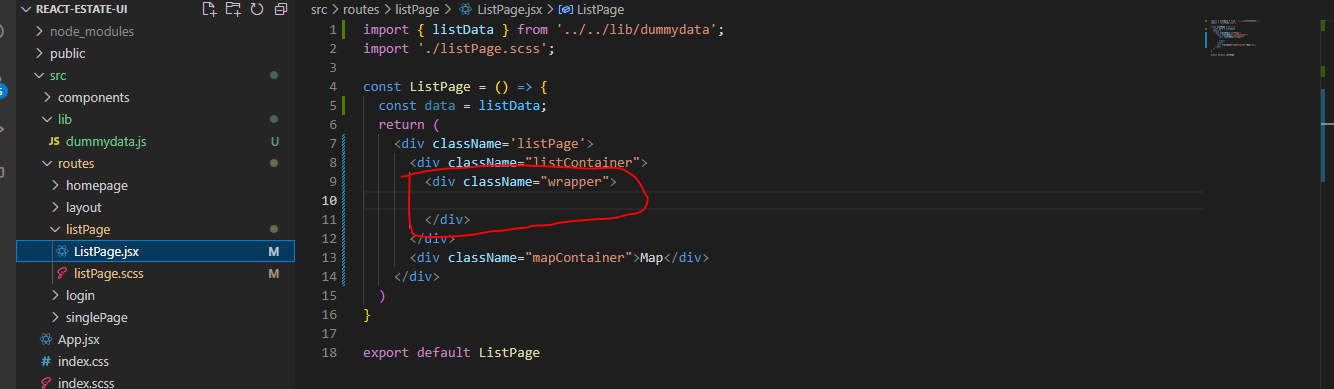 REACT-ESTATE-UI
node_modules
public
src
components
lib
JS dummydata.js U
routes
homepage
layout
listPage
ListPage.jsx M
listPage.scss M
login
singlePage
App.jsx
# index.css
index.scss
src > routes > listPage > ListPage.jsx > ListPage
1 import { listData } from '../../lib/dummydata';
2 import './listPage.scss';
3
4 const ListPage = () => {
5 const data = listData;
6 return (
7 <div className='listPage'>
8 <div className="listContainer">
9 <div className="wrapper">
10
11 </div>
12 </div>
13 <div className="mapContainer">Map</div>
14 </div>
15 )
16 }
17
18 export default ListPage